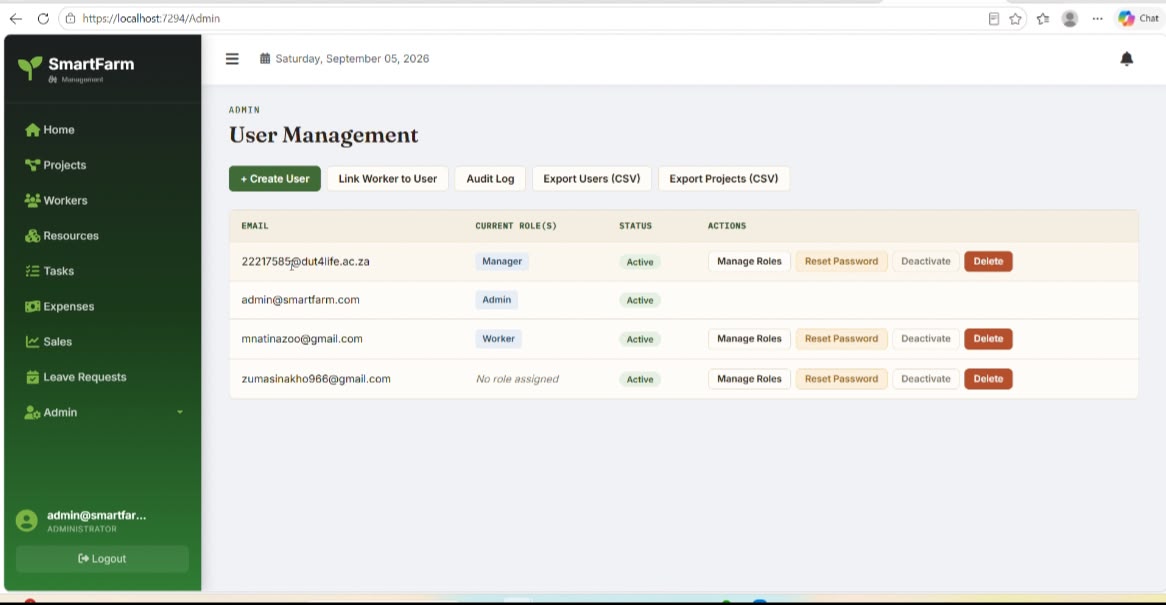 https://localhost:7294/Admin
Chat
SmartFarm
Management
Saturday, September 05, 2026
Home
Projects
Workers
Resources
Tasks
Expenses
Sales
Leave Requests
Admin
admin@smartfar...
ADMINISTRATOR
Logout
ADMIN
User Management
+ Create User Link Worker to User Audit Log Export Users (CSV) Export Projects (CSV)
EMAIL CURRENT ROLE(S) STATUS ACTIONS
22217585@dut4life.ac.za Manager Active Manage Roles Reset Password Deactivate Delete
admin@smartfarm.com Admin Active
mnatinazoo@gmail.com Worker Active Manage Roles Reset Password Deactivate Delete
zumasinakho966@gmail.com No role assigned Active Manage Roles Reset Password Deactivate Delete